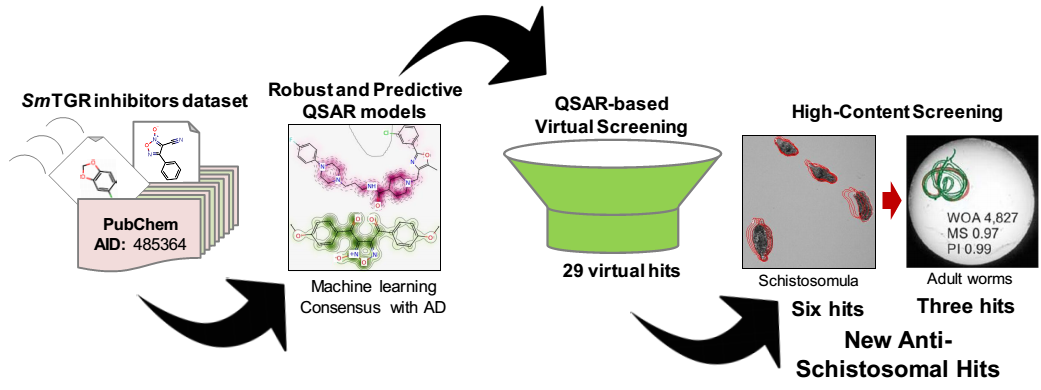 SmTGR inhibitors dataset
PubChem
AID: 485364
Robust and Predictive
QSAR models
Machine learning
Consensus with AD
QSAR-based
Virtual Screening
29 virtual hits
High-Content Screening
WOA 4,827
MS 0.97
PI 0.99
Schistosomula
Adult worms
Six hits
Three hits
New Anti-
Schistosomal Hits